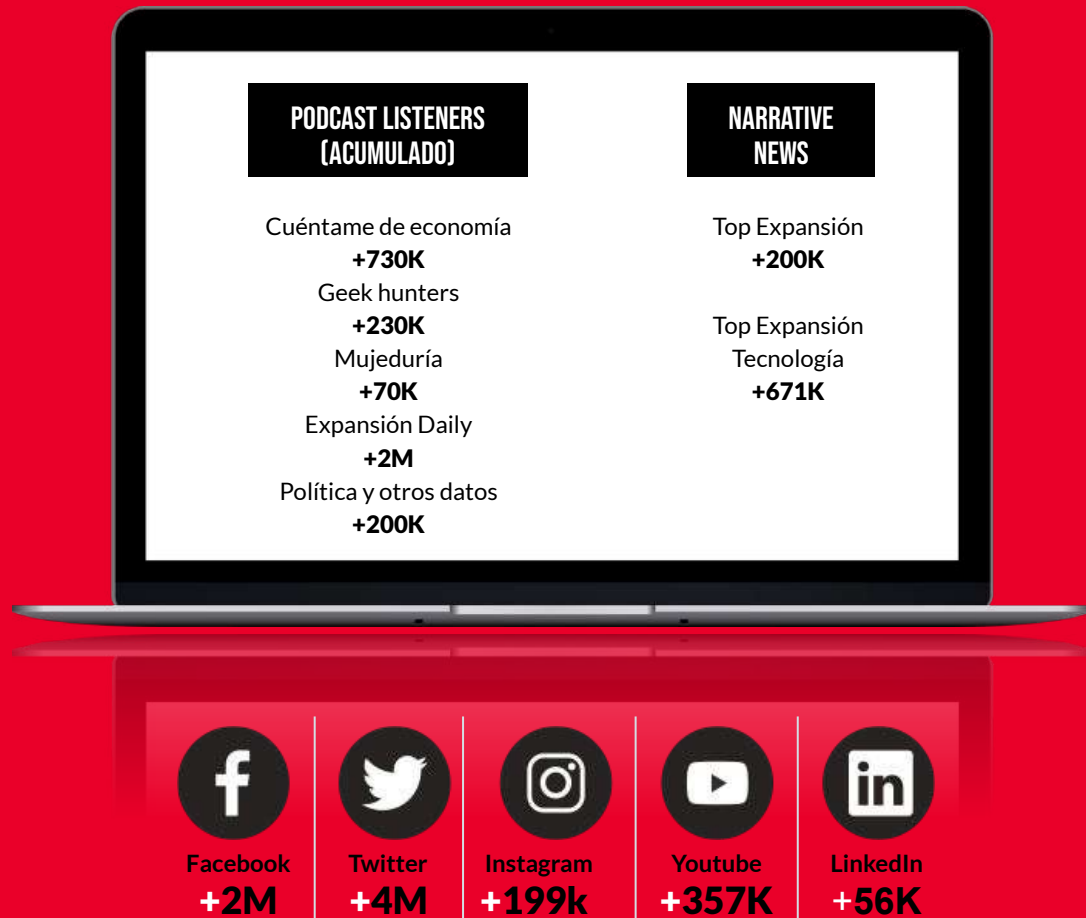 PODCAST LISTENERS
(ACUMULADO)
Cuéntame de economía
+730K
Geek hunters
+230K
Mujeduría
+70K
Expansión Daily
+2M
Política y otros datos
+200K
NARRATIVE
NEWS
Top Expansión
+200K
Top Expansión
Tecnología
+671K
Facebook
+2M
Twitter
+4M
Instagram
+199k
Youtube
+357K
LinkedIn
+56K